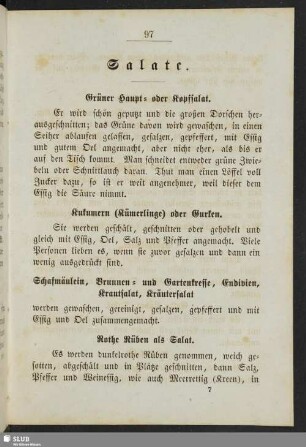 97
Salate.
Grüner Haupt= oder Kopfsalat.
Er wird schön geputzt und die großen Dorschen her=
ausgeschnitten; das Grüne davon wird gewaschen, in einen
Seiher ablaufen gelassen, gesalzen, gepfeffert, mit Essig
und gutem Oel angemacht, aber nicht eher, als bis er
auf den Tisch kommt. Man schneidet entweder grüne Zwie=
beln oder Schnittlauch daran. Thut man einen Löffel voll
Zucker dazu, so ist er weit angenehmer, weil dieser dem
Essig die Säure nimmt.
Kukumern (Kümerlinge) oder Gurken.
Sie werden geschält, geschnitten oder gehobelt und
gleich mit Essig, Oel, Salz und Pfeffer angemacht. Viele
Personen lieben es, wenn sie zuvor gesalzen und dann ein
wenig ausgedrückt sind.
Schafmäulein, Brunnen= und Gartenkresse, Endivien,
Krautsalat, Kräutersalat
werden gewaschen, gereinigt, gesalzen, gepfeffert und mit
Essig und Oel zusammengemacht.
Rothe Rüben als Salat.
Es werden dunkelrothe Rüben genommen, weich ge=
sotten, abgeschält und in Plätze geschnitten, dann Salz,
Pfeffer und Weinessig, wie auch Meerrettig (Kreen), in
7
SLUB